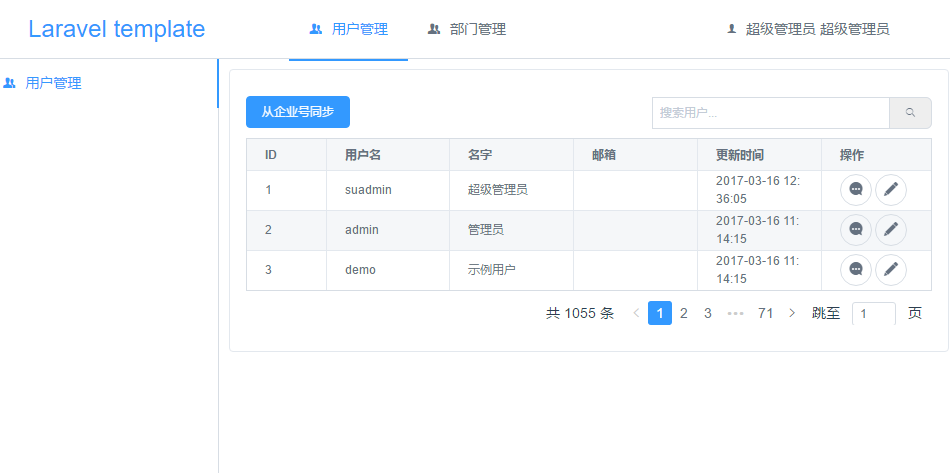 Laravel template
用户管理
部门管理
超级管理员 超级管理员
用户管理
从企业号同步
搜索用户...
ID 用户名 名字 邮箱 更新时间 操作
1 suadmin 超级管理员 2017-03-16 12:
36:05
2 admin 管理员 2017-03-16 11:
14:15
3 demo 示例用户 2017-03-16 11:
14:15
共 1055 条 1 2 3 ••• 71 跳至 1 页